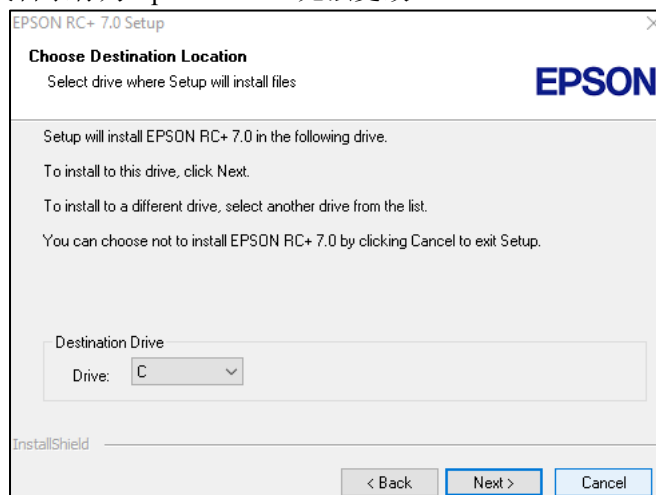 EPSON RC+ 7.0 Setup
Choose Destination Location
Select drive where Setup will install files
EPSON
Setup will install EPSON RC+ 7.0 in the following drive.
To install to this drive, click Next.
To install to a different drive, select another drive from the list.
You can choose not to install EPSON RC+ 7.0 by clicking Cancel to exit Setup.
Destination Drive
Drive: C
InstallShield
< Back Next > Cancel